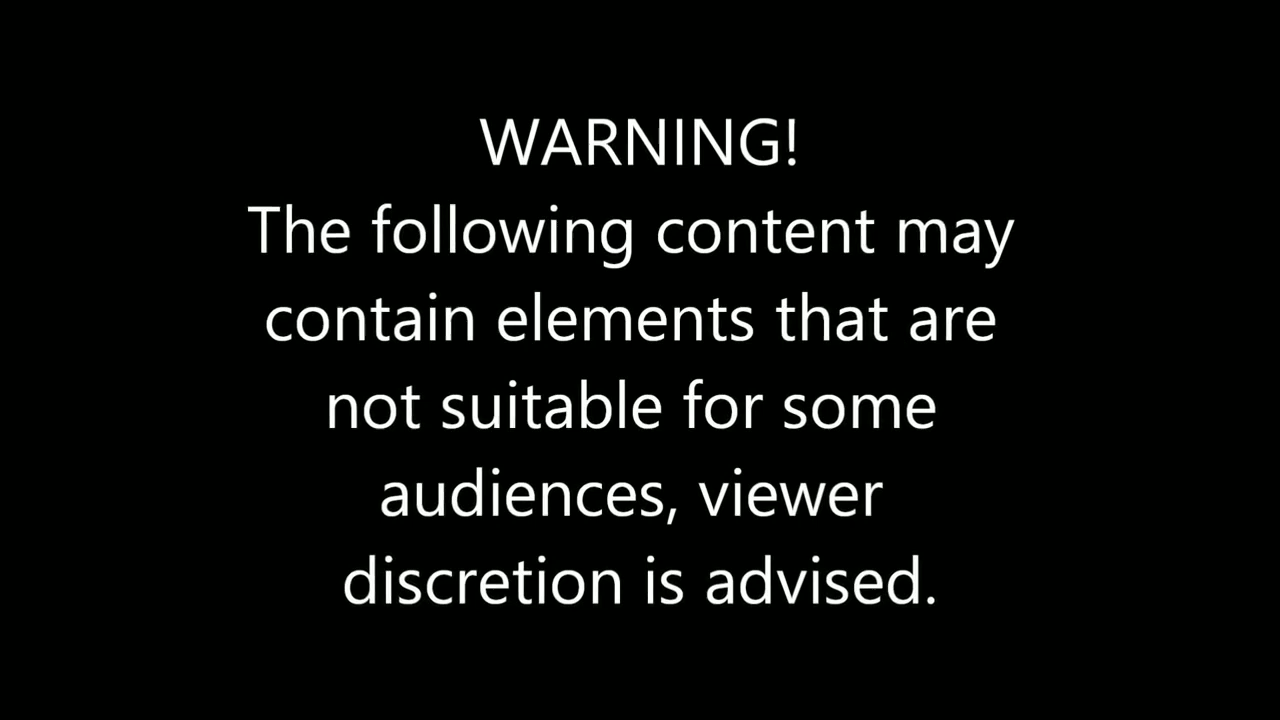 WARNING!
The following content may
contain elements that are
not suitable for some
audiences, viewer
discretion is advised.